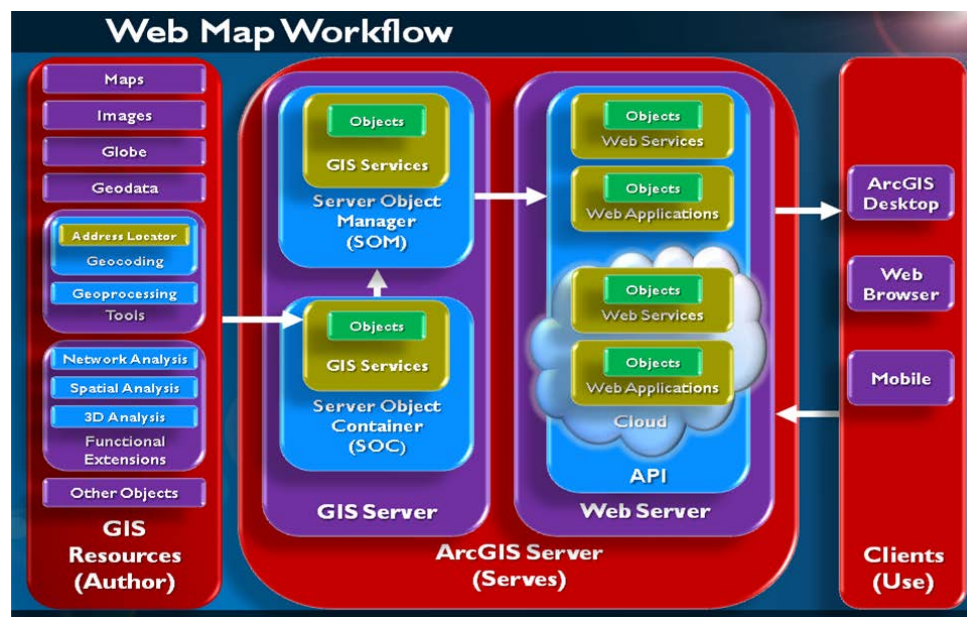 Web Map Workflow
Maps
Images
Globe
Geodata
Address Locator
Geocoding
Geoprocessing
Tools
Network Analysis
Spatial Analysis
3D Analysis
Functional
Extensions
Other Objects
GIS
Resources
(Author)
Objects
GIS Services
Server Object
Manager
(SOM)
Objects
GIS Services
Server Object
Container
(SOC)
GIS Server
Objects
Web Services
Objects
Web Applications
Objects
Web Services
Objects
Web Applications
Cloud
API
Web Server
ArcGIS Server
(Serves)
ArcGIS
Desktop
Web
Browser
Mobile
Clients
(Use)